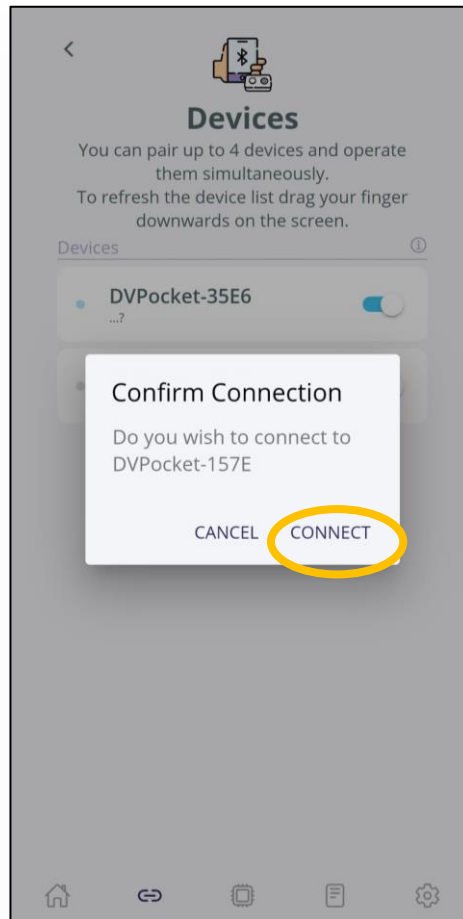 Devices
You can pair up to 4 devices and operate
them simultaneously.
To refresh the device list drag your finger
downwards on the screen.
Devices
DVPocket-35E6
...?
Confirm Connection
Do you wish to connect to
DVPocket-157E
CANCEL CONNECT